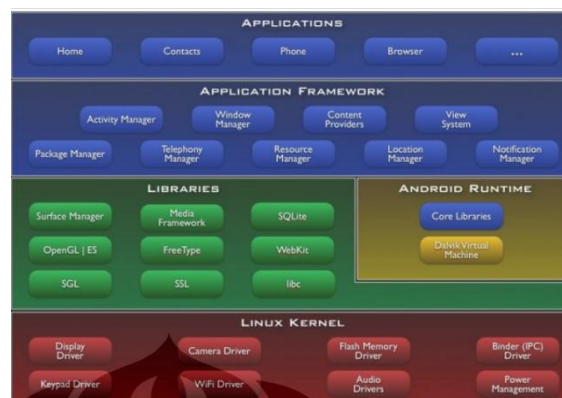 APPLICATIONS
Home Contacts Phone Browser ...
APPLICATION FRAMEWORK
Activity Manager Window Manager Content Providers View System
Package Manager Telephony Manager Resource Manager Location Manager Notification Manager
LIBRARIES
Surface Manager Media Framework SQLite
OpenGL | ES FreeType WebKit
SGL SSL libc
ANDROID RUNTIME
Core Libraries
Dalvik Virtual Machine
LINUX KERNEL
Display Driver Camera Driver Flash Memory Driver Binder (IPC) Driver
Keypad Driver WiFi Driver Audio Drivers Power Management